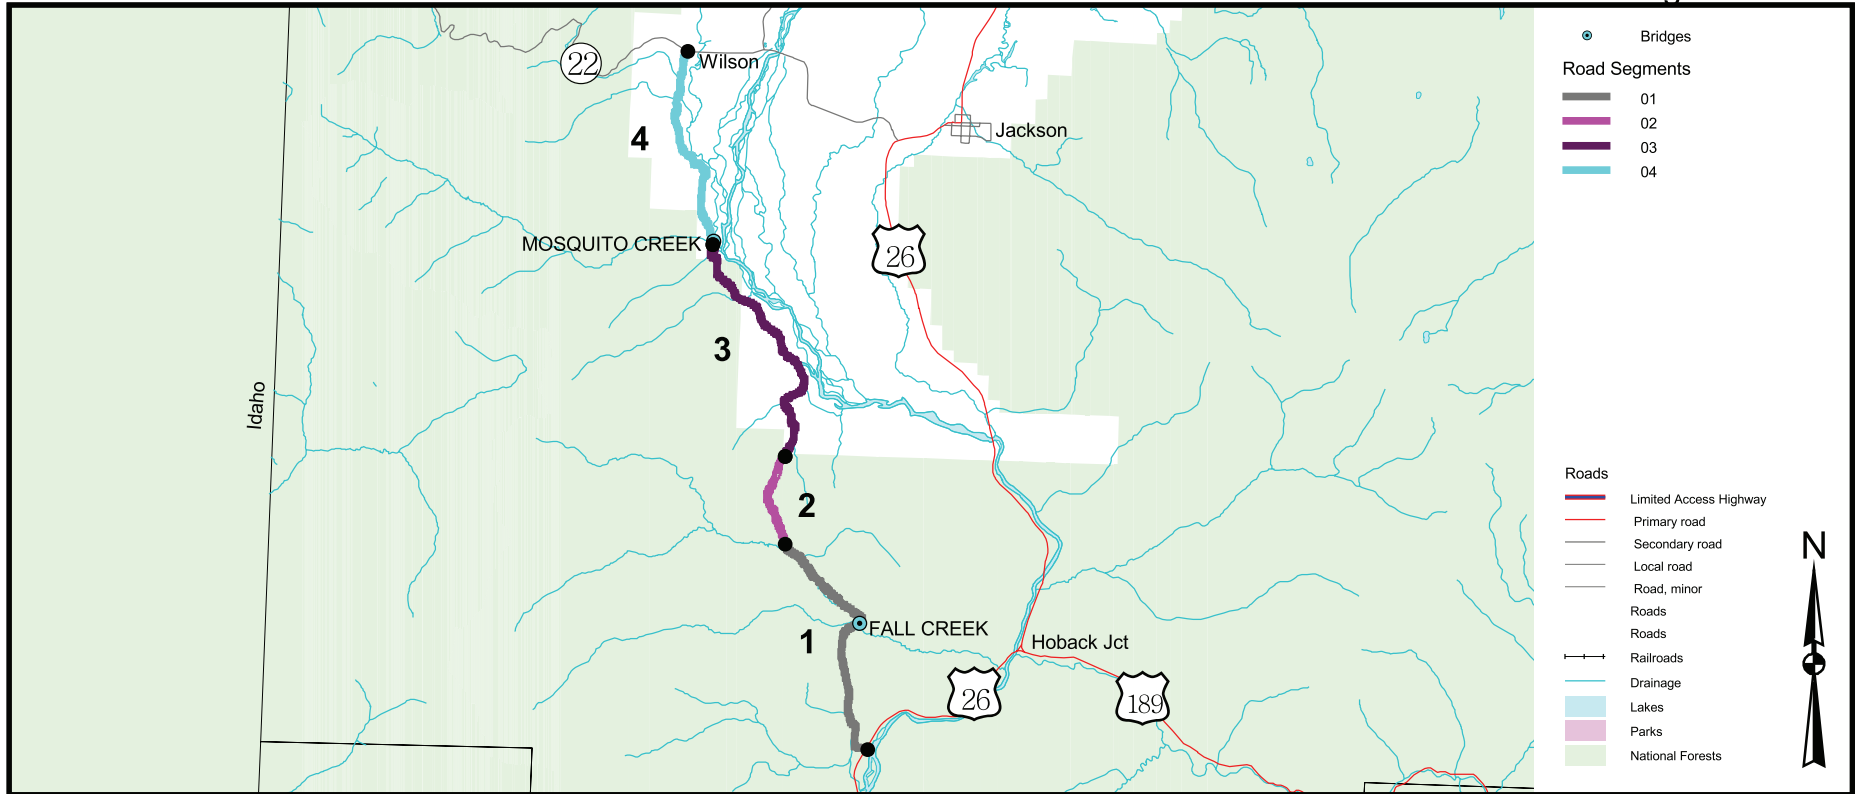 Bridges
Road Segments
01
02
03
04
22
Wilson
Jackson
4
MOSQUITO CREEK
26
3
Idaho
2
FALL CREEK
1
Hoback Jct
26
189
Roads
Limited Access Highway
Primary road
Secondary road
Local road
Road, minor
Roads
Roads
Railroads
Drainage
Lakes
Parks
National Forests
N